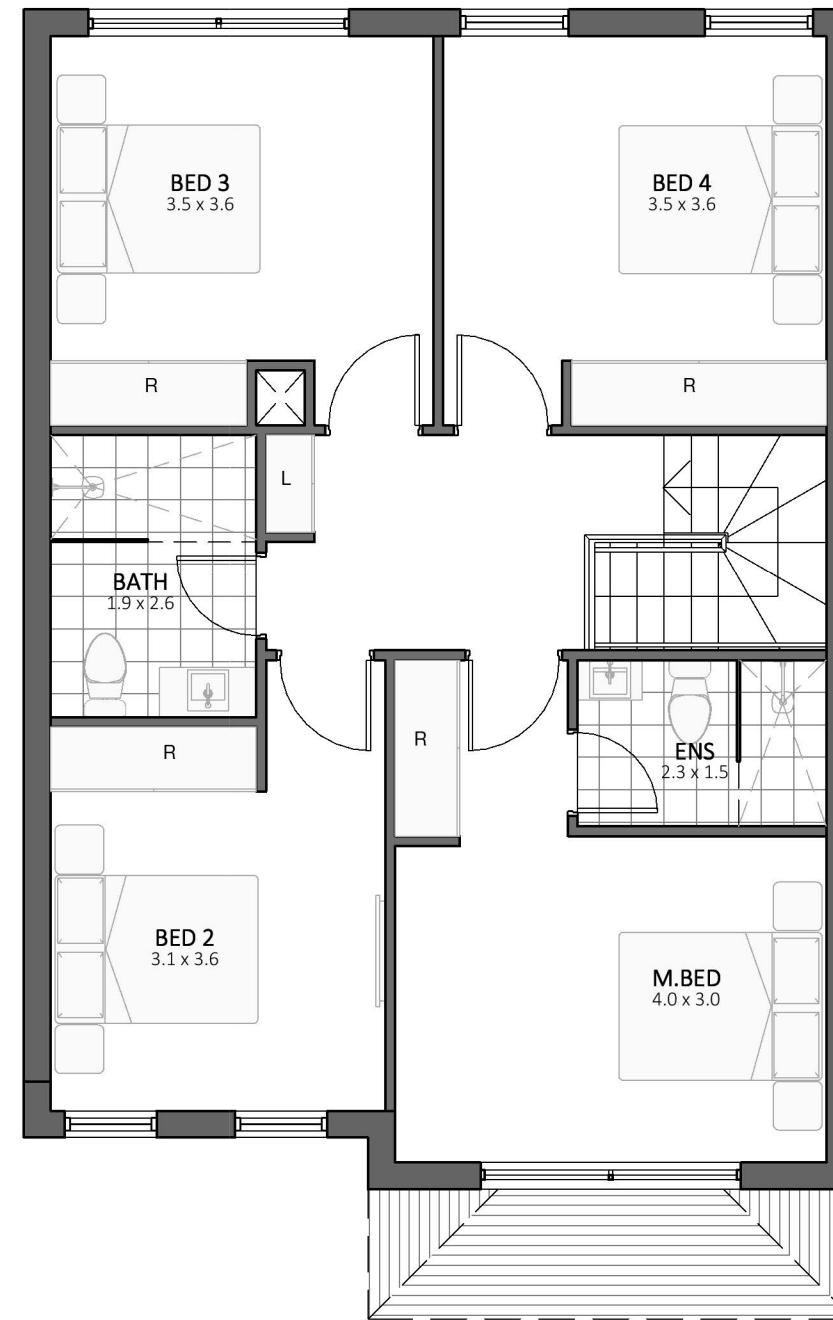 BED 3
3.5 x 3.6
BED 4
3.5 x 3.6
R
R
L
BATH
1.9 x 2.6
R
R
ENS
2.3 x 1.5
BED 2
3.1 x 3.6
M.BED
4.0 x 3.0